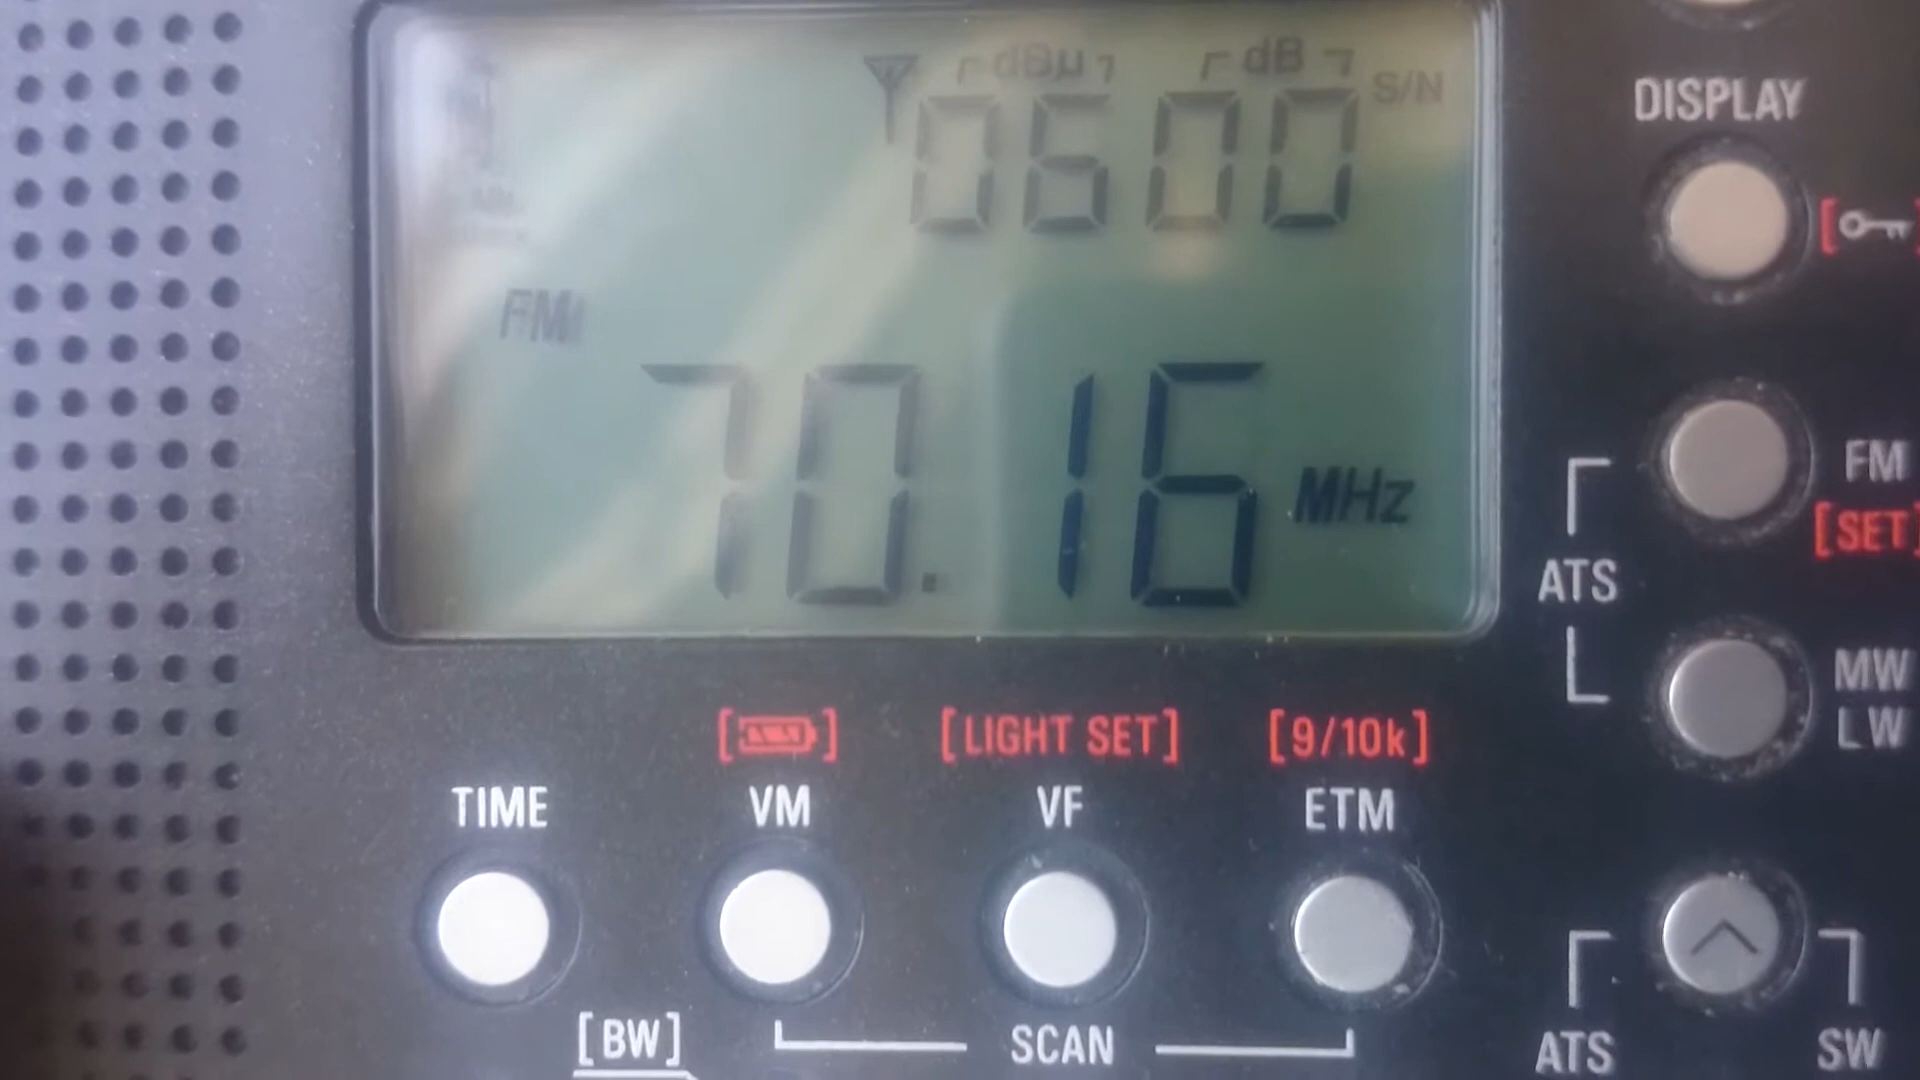 dBµ dB S/N
0600
DISPLAY
FM
70.16 MHz
FM
[SET]
ATS
MW
LW
[LIGHT SET] [9/10k]
TIME VM VF ETM
[BW] SCAN
ATS SW